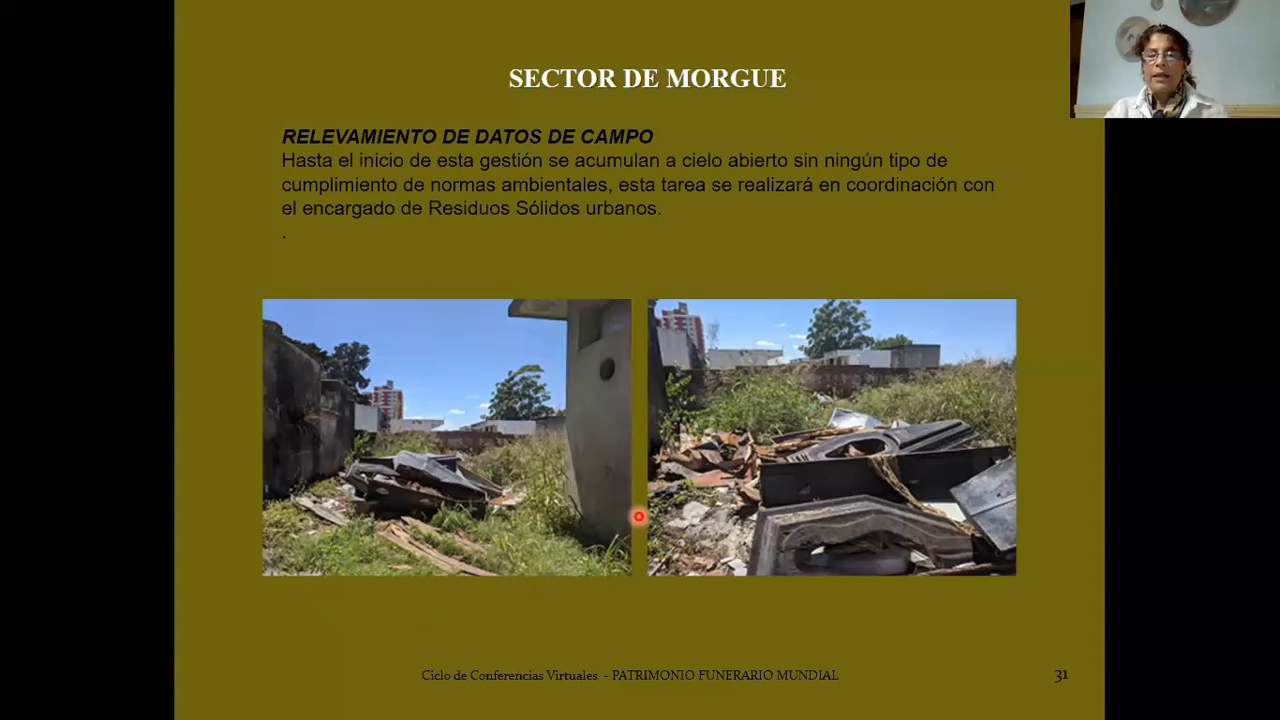 SECTOR DE MORGUE
RELEVAMIENTO DE DATOS DE CAMPO
Hasta el inicio de esta gestión se acumulan a cielo abierto sin ningún tipo de
cumplimiento de normas ambientales, esta tarea se realizará en coordinación con
el encargado de Residuos Sólidos urbanos.
.
Ciclo de Conferencias Virtuales - PATRIMONIO FUNERARIO MUNDIAL
31